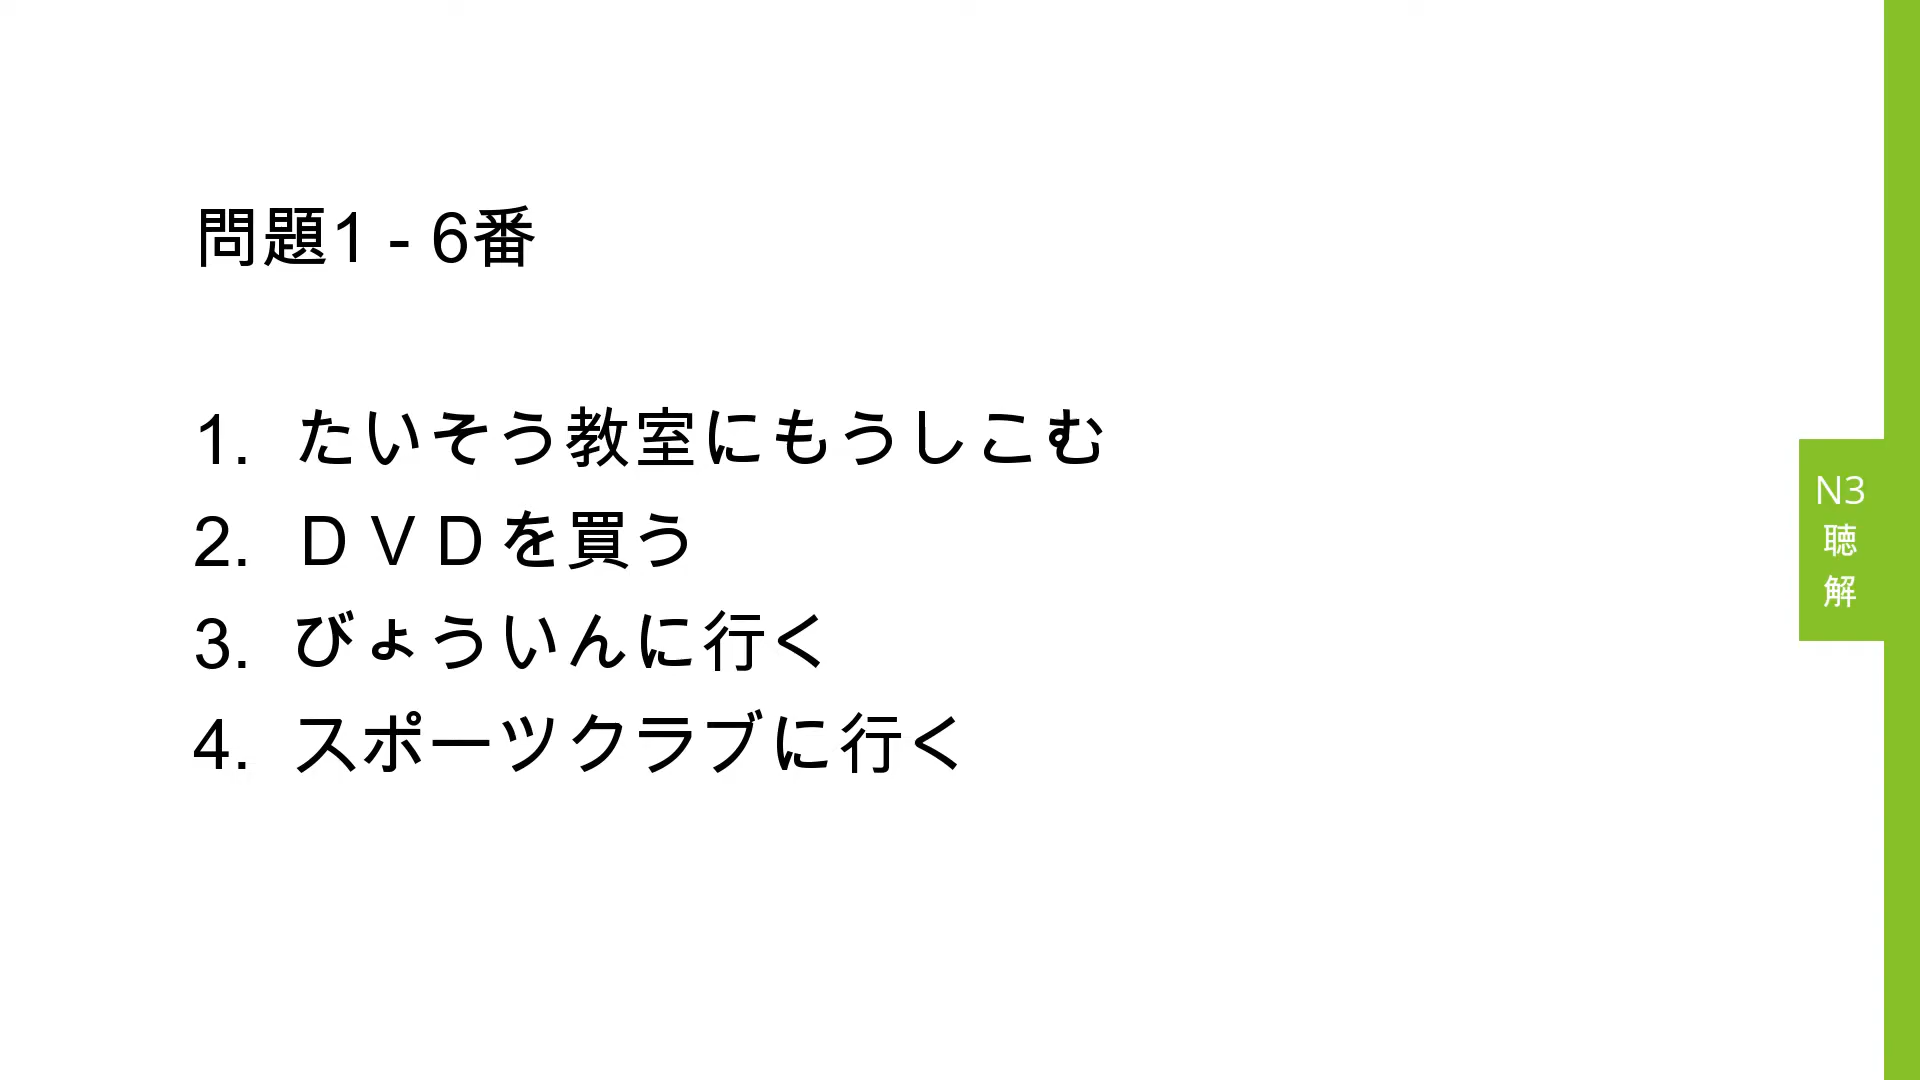 問題1 - 6番
1. たいそう教室にもうしこむ
2. ＤＶＤを買う
3. びょういんに行く
4. スポーツクラブに行く
N3
聴
解